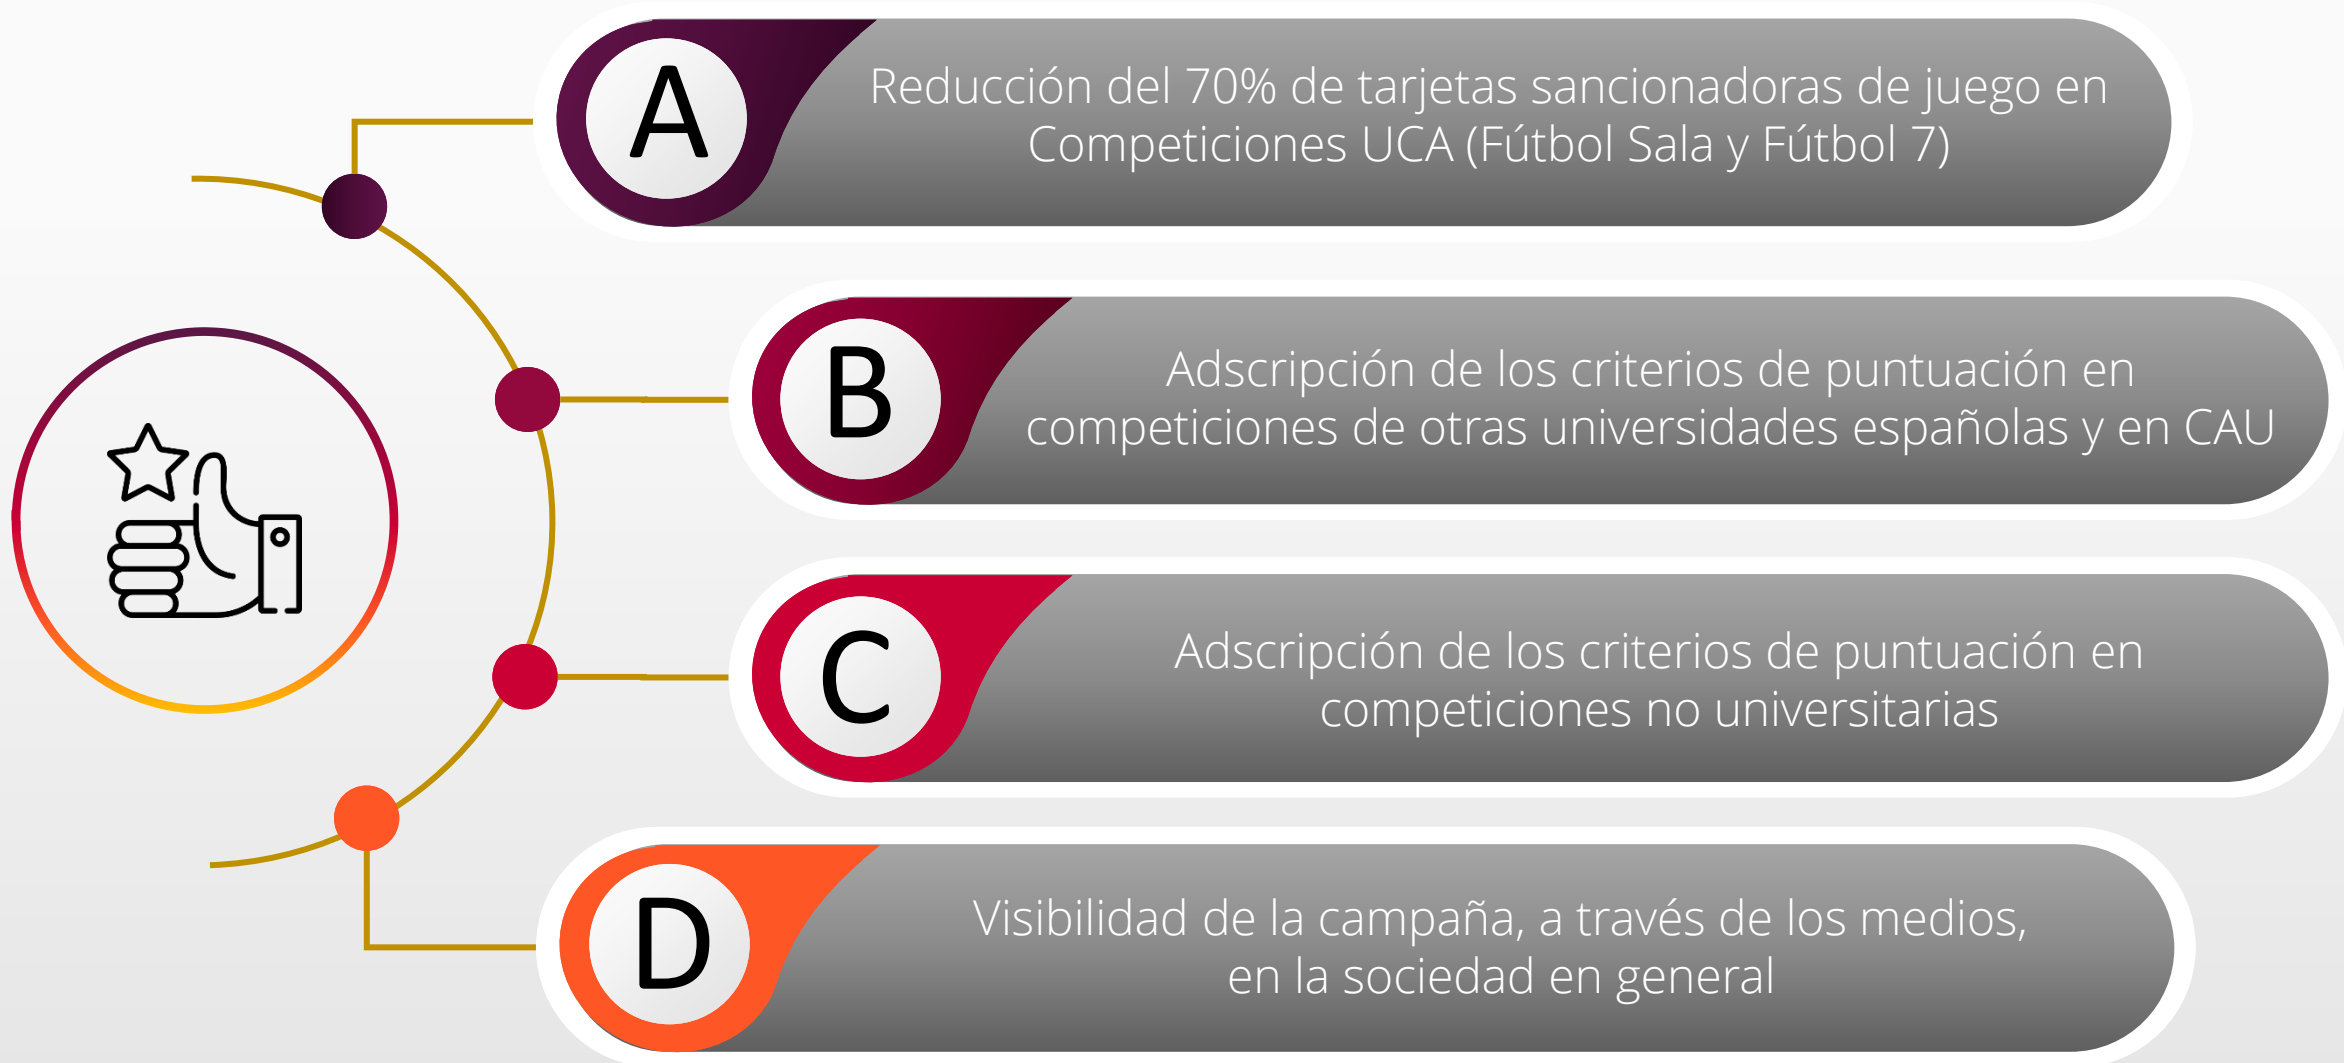 A
Reducción del 70% de tarjetas sancionadoras de juego en
Competiciones UCA (Fútbol Sala y Fútbol 7)
B
Adscripción de los criterios de puntuación en
competiciones de otras universidades españolas y en CAU
C
Adscripción de los criterios de puntuación en
competiciones no universitarias
D
Visibilidad de la campaña, a través de los medios,
en la sociedad en general